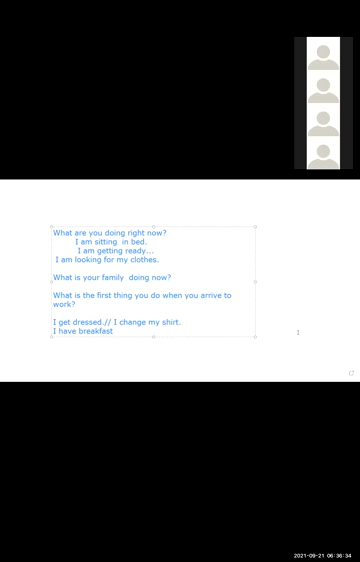 What are you doing right now?
I am sitting in bed.
I am getting ready...
I am looking for my clothes.
What is your family doing now?
What is the first thing you do when you arrive to
work?
I get dressed.// I change my shirt.
I have breakfast
2021-09-21 06:36:34